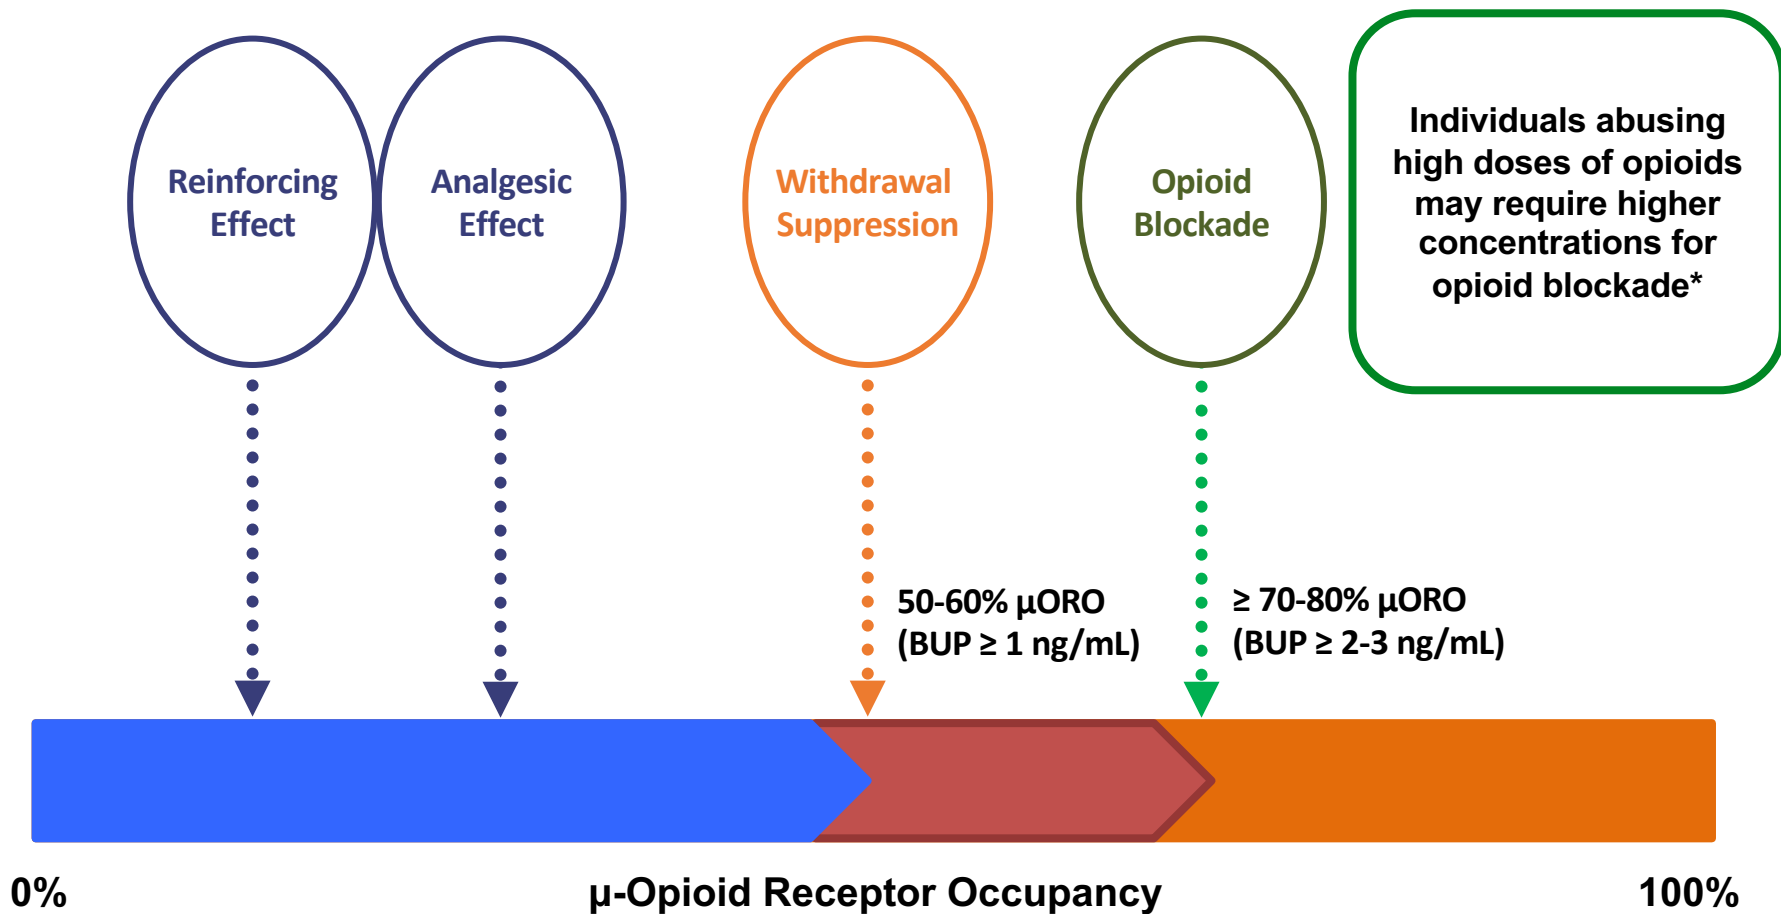 Reinforcing
Effect
Analgesic
Effect
Withdrawal
Suppression
Opioid
Blockade
Individuals abusing
high doses of opioids
may require higher
concentrations for
opioid blockade*
50-60% µORO
(BUP ≥ 1 ng/mL)
≥ 70-80% µORO
(BUP ≥ 2-3 ng/mL)
0%
µ-Opioid Receptor Occupancy
100%